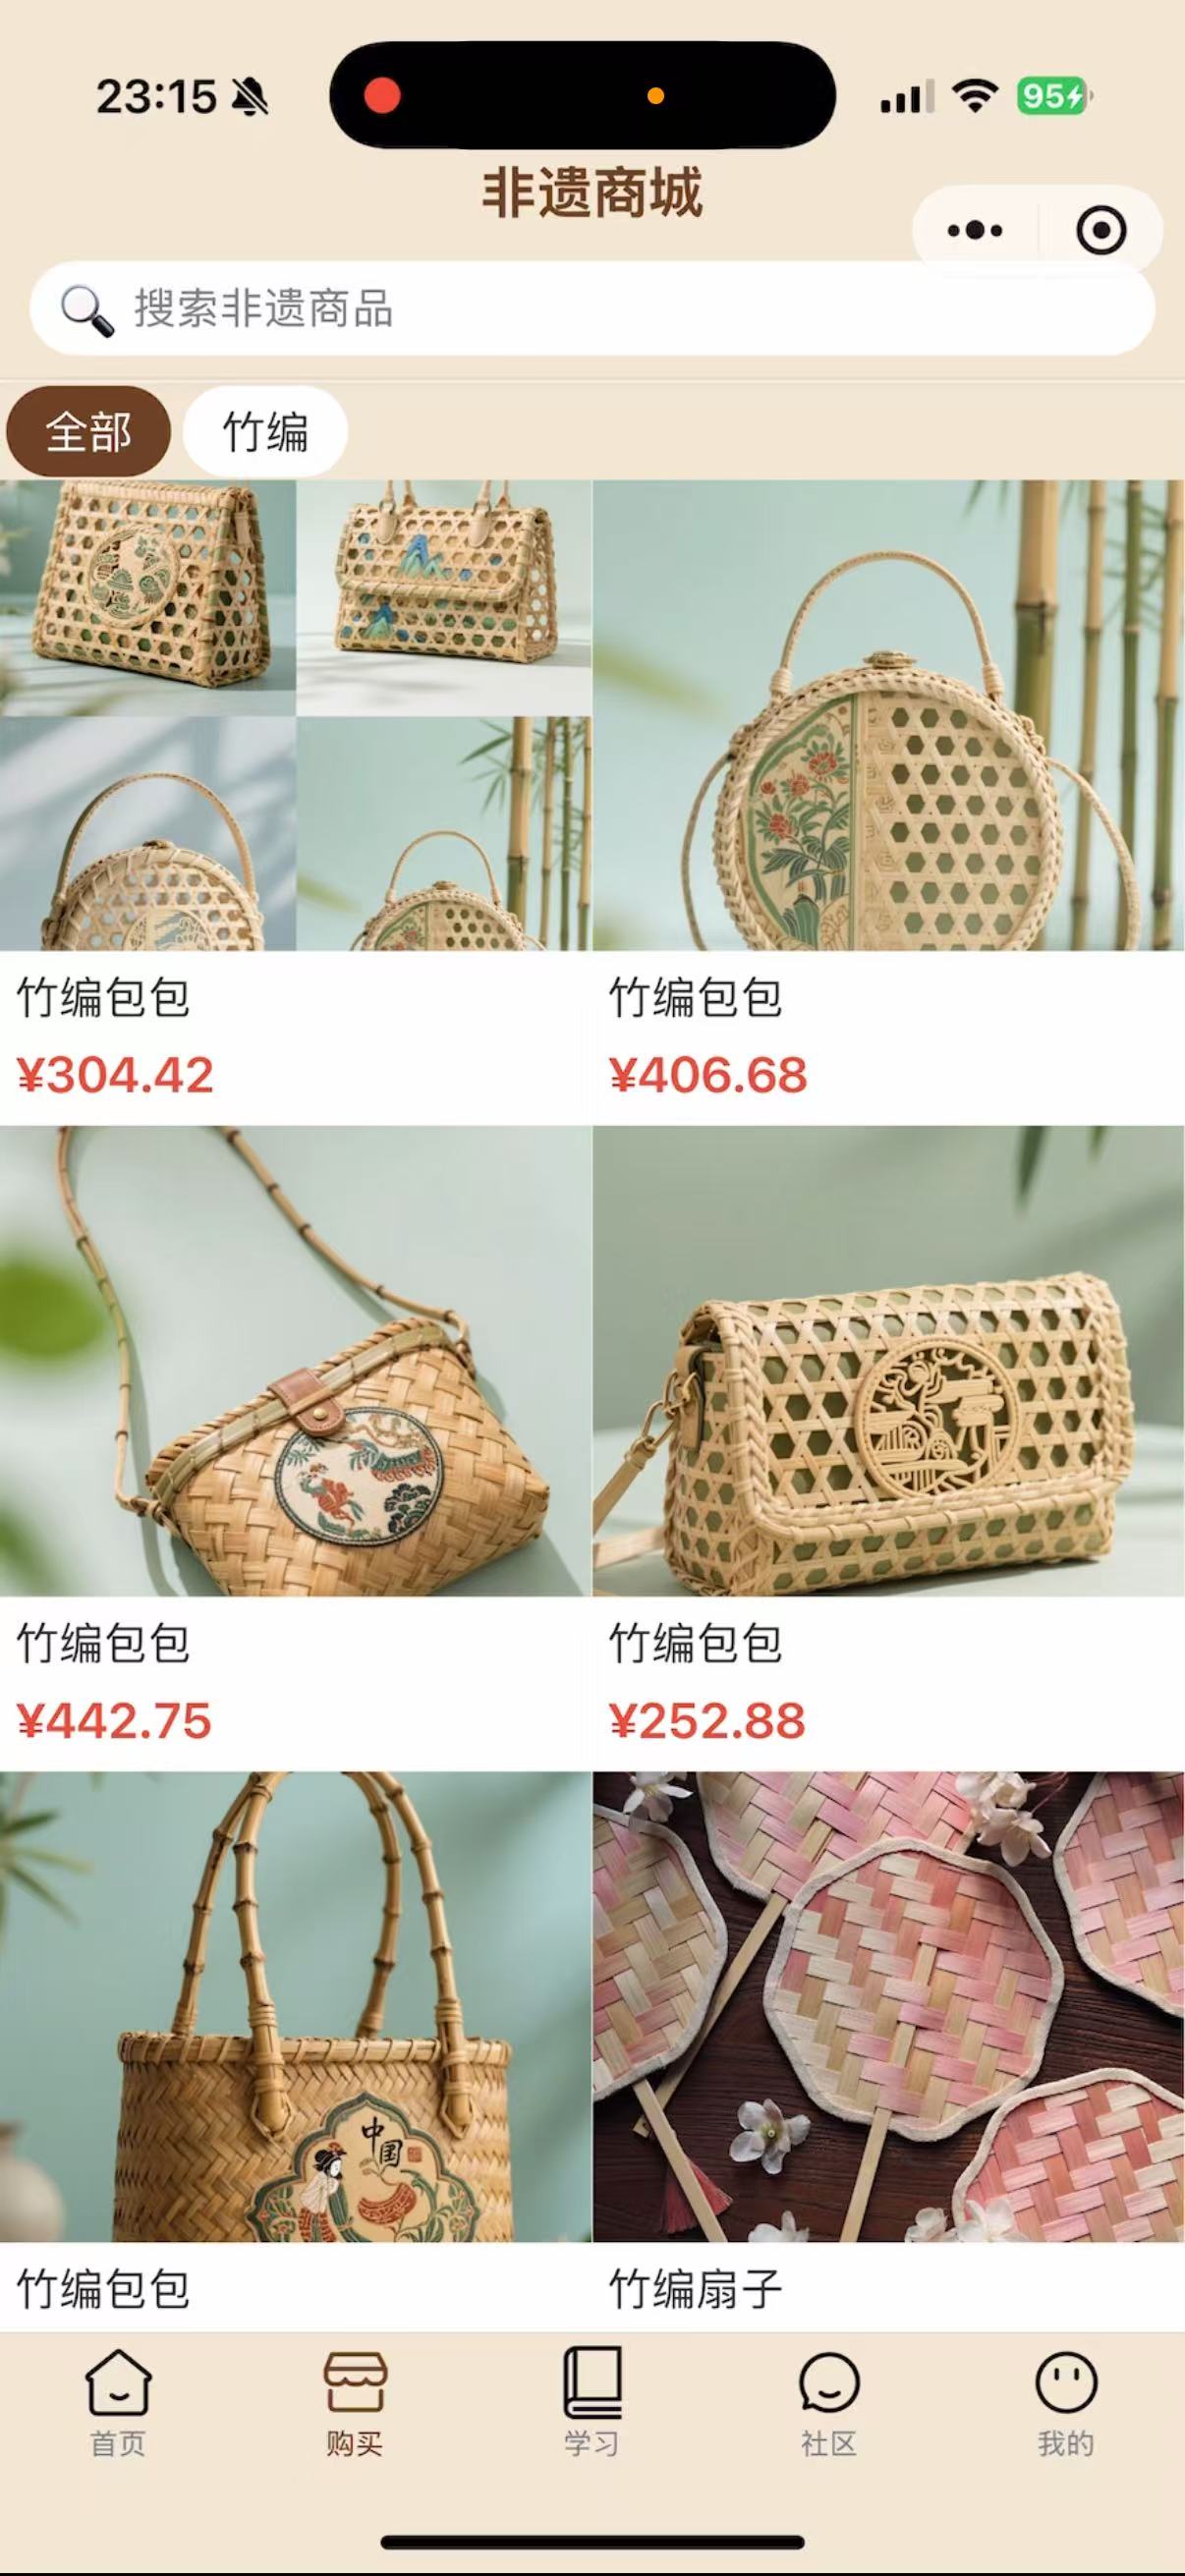 23:15
95
非遗商城
搜索非遗商品
全部 竹编
竹编包包 竹编包包
¥304.42 ¥406.68
竹编包包 竹编包包
¥442.75 ¥252.88
中国
竹编包包 竹编扇子
首页 购买 学习 社区 我的